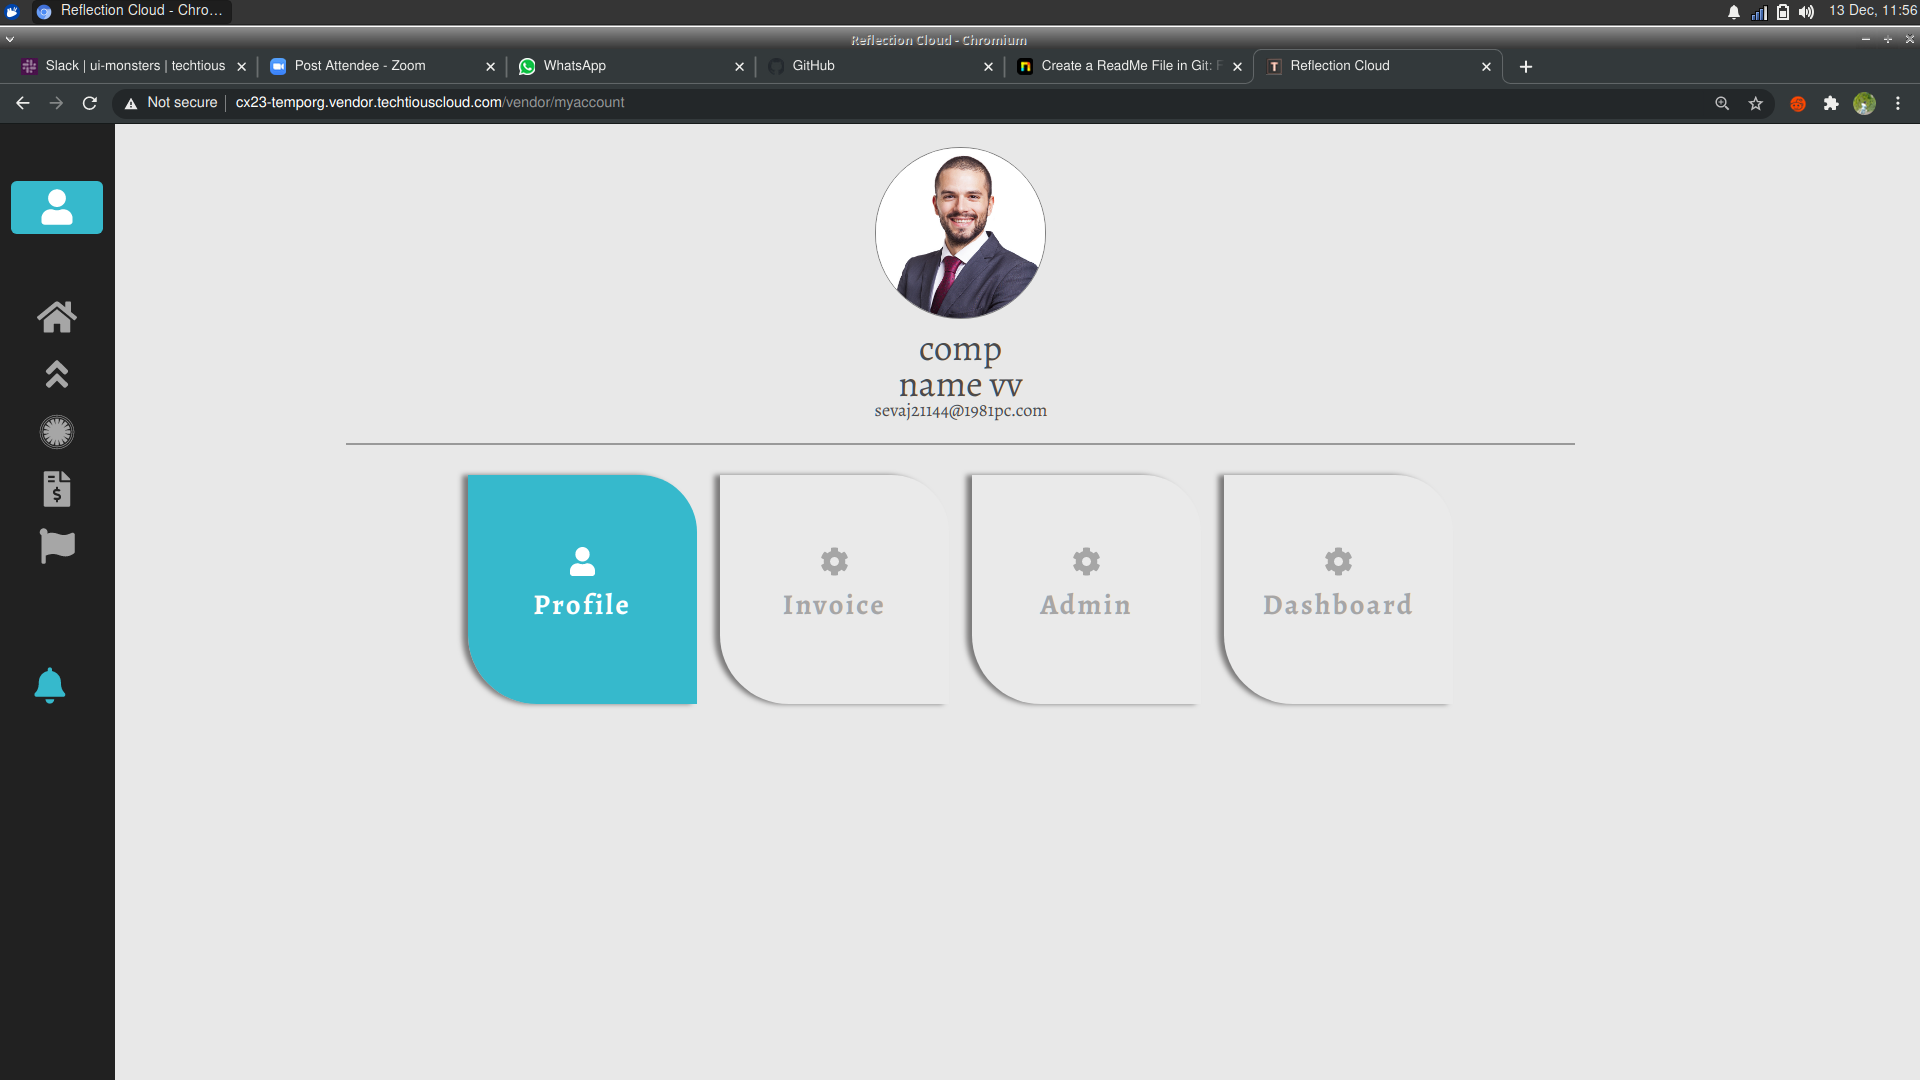 Reflection Cloud - Chro...
13 Dec, 11:56
Reflection Cloud - Chromium
Slack | ui-monsters | techtious
Post Attendee - Zoom
WhatsApp
GitHub
Create a ReadMe File in Git:
Reflection Cloud
Not secure
cx23-temporg.vendor.techtiouscloud.com/vendor/myaccount
comp
name vv
sevaj21144@1981pc.com
Profile
Invoice
Admin
Dashboard